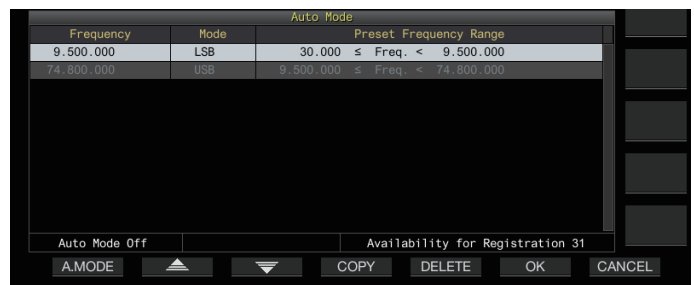 Auto Mode
Frequency Mode Preset Frequency Range
9.500.000 LSB 30.000 ≤ Freq. < 9.500.000
74.800.000 USB 9.500.000 ≤ Freq. < 74.800.000
Auto Mode Off Availability for Registration 31
A.MODE COPY DELETE OK CANCEL